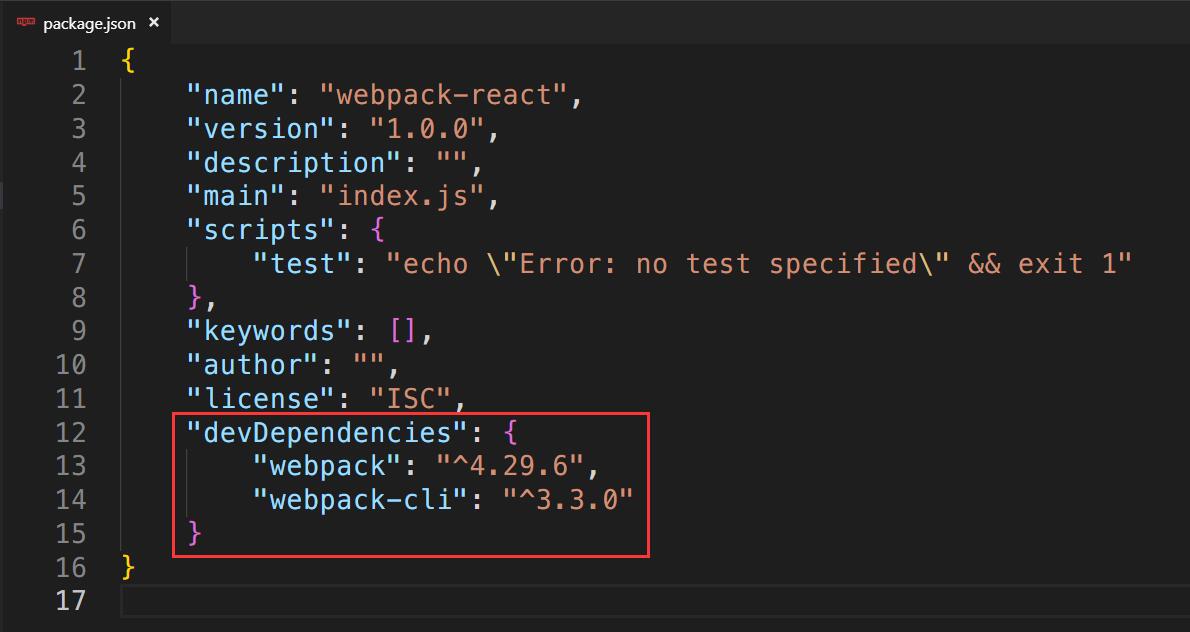 npm package.json ×
1 {
2     "name": "webpack-react",
3     "version": "1.0.0",
4     "description": "",
5     "main": "index.js",
6     "scripts": {
7         "test": "echo \"Error: no test specified\" && exit 1"
8     },
9     "keywords": [],
10     "author": "",
11     "license": "ISC",
12     "devDependencies": {
13         "webpack": "^4.29.6",
14         "webpack-cli": "^3.3.0"
15     }
16 }
17